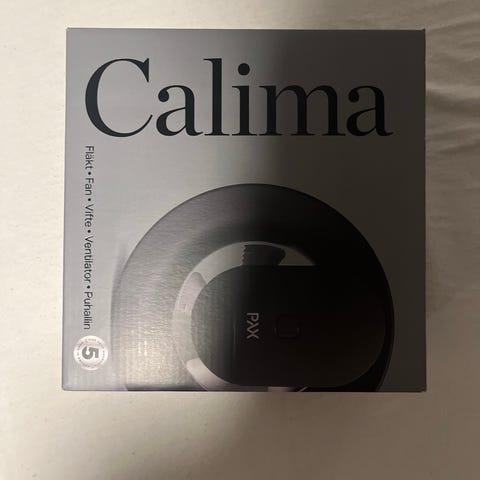 Calima
Fläkt • Fan • Vifte • Ventilator • Puhallin
PAX
5